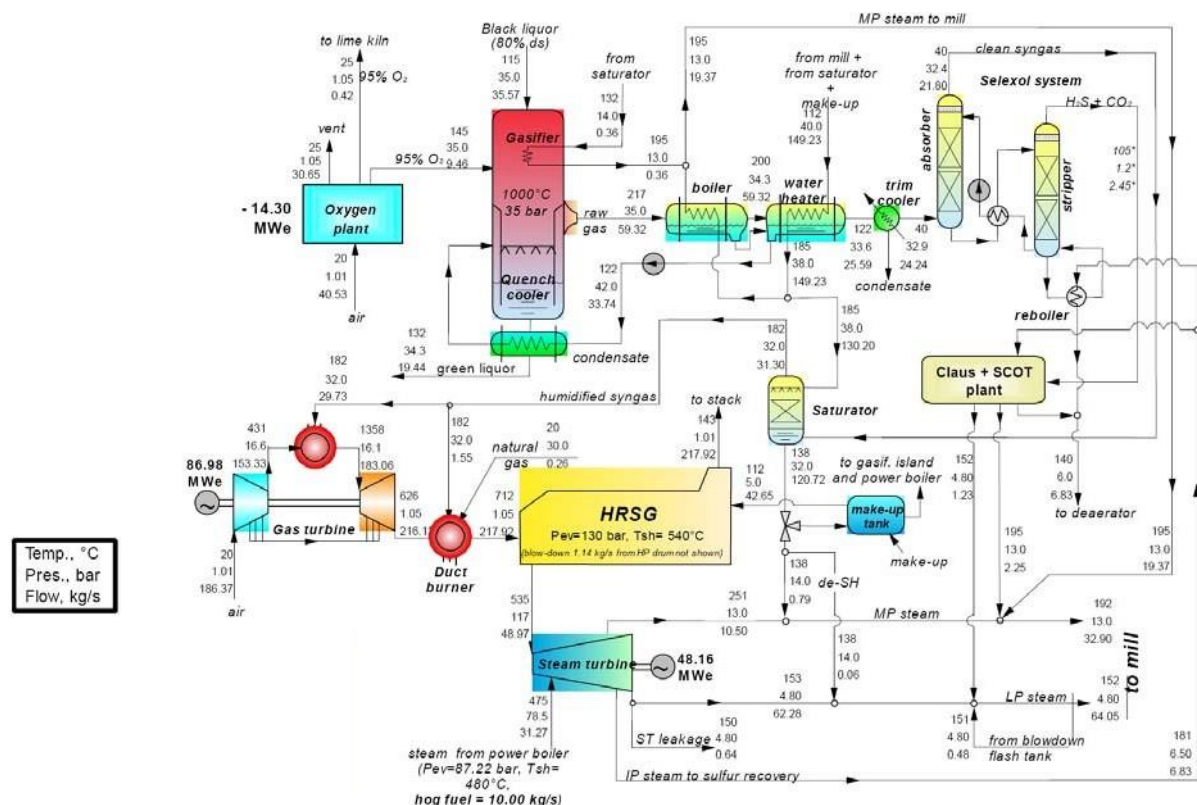 MP steam to mill
Black liquor
(80% ds)
to lime kiln
25
1.05
0.42
95% O₂
115
35.0
35.57
from
saturator
132
14.0
0.36
195
13.0
19.37
from mill +
from saturator
+
make-up
112
40.0
149.23
40
32.4
21.80
clean syngas
Selexol system
H₂S + CO₂
vent
25
1.05
30.65
145
35.0
9.46
95% O₂
Gasifier
195
13.0
0.36
absorber
stripper
105*
1.2*
2.45*
- 14.30
MWe
Oxygen
plant
1000°C
35 bar
217
35.0
59.32
raw
gas
boiler
200
34.3
59.32
water
heater
trim
cooler
122
33.6
25.59
40
32.9
24.24
condensate
20
1.01
40.53
air
Quench
cooler
122
42.0
33.74
185
38.0
149.23
reboiler
132
34.3
19.44
green liquor
condensate
182
32.0
31.30
185
38.0
130.20
Claus + SCOT
plant
182
32.0
29.73
humidified syngas
to stack
143
1.01
217.92
Saturator
431
16.6
153.33
1358
16.1
183.06
182
32.0
1.55
20
30.0
0.26
natural
gas
138
32.0
120.72
to gasif. island
and power boiler
152
4.80
1.23
140
6.0
6.83
to deaerator
86.98
MWe
Gas turbine
626
1.05
216.11
712
1.05
217.92
112
5.0
42.65
make-up
tank
make-up
HRSG
Pev=130 bar, Tsh= 540°C
(blow-down 1.14 kg/s from HP drum not shown)
195
13.0
2.25
195
13.0
19.37
Temp., °C
Pres., bar
Flow, kg/s
20
1.01
186.37
air
Duct
burner
138
14.0
0.79
de-SH
535
117
48.97
251
13.0
10.50
MP steam
192
13.0
32.90
138
14.0
0.06
Steam turbine
48.16
MWe
to mill
475
78.5
31.27
153
4.80
62.28
LP steam
152
4.80
64.05
ST leakage
150
4.80
0.64
151
4.80
0.48
from blowdown
flash tank
181
6.50
6.83
steam from power boiler
(Pev=87.22 bar, Tsh=
480°C,
hog fuel = 10.00 kg/s)
IP steam to sulfur recovery